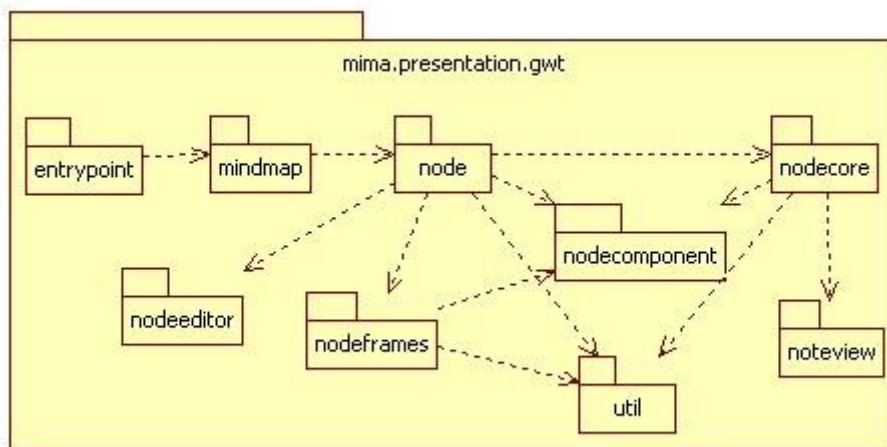 mima.presentation.gwt
entrypoint
mindmap
node
nodecore
nodecomponent
nodeeditor
nodeframes
noteview
util